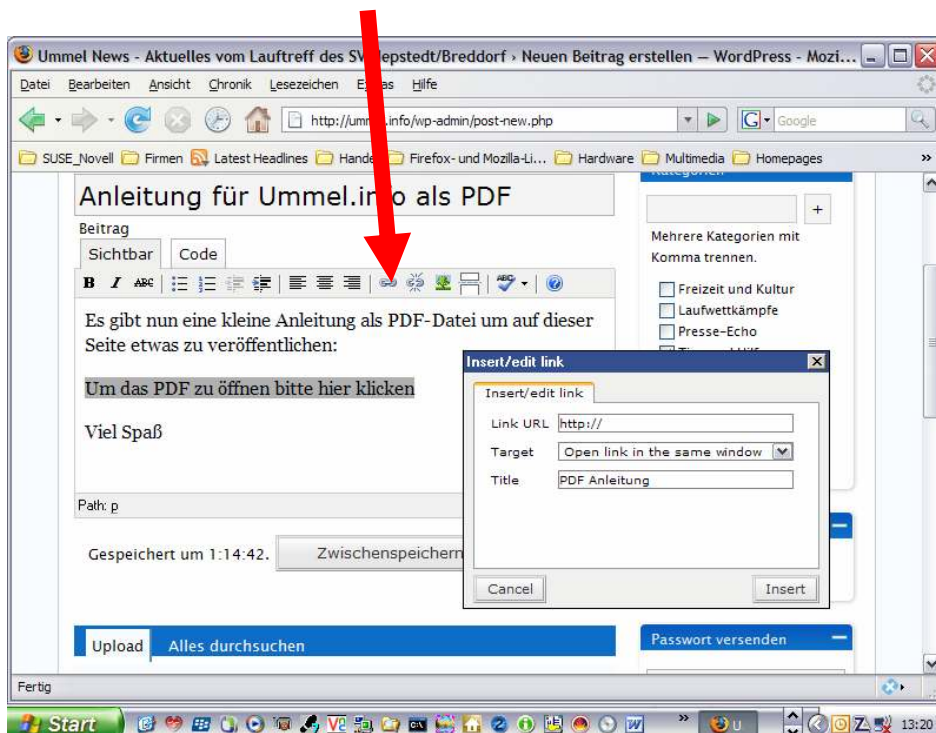 Ummel News - Aktuelles vom Lauftreff des SV epstedt/Breddorf › Neuen Beitrag erstellen — WordPress - Mozi...
Datei Bearbeiten Ansicht Chronik Lesezeichen Hilfe
http://umm .info/wp-admin/post-new.php
G Google
SUSE_Novell Firmen Latest Headlines Hande Firefox- und Mozilla-Li... Hardware Multimedia Homepages »
Anleitung für Ummel.info als PDF
Kategorien
+
Beitrag
Mehrere Kategorien mit
Komma trennen.
Sichtbar Code
B I ABC ABC
Freizeit und Kultur
Laufwettkämpfe
Presse-Echo
Es gibt nun eine kleine Anleitung als PDF-Datei um auf dieser
Seite etwas zu veröffentlichen:
Um das PDF zu öffnen bitte hier klicken
Viel Spaß
Path: p
Insert/edit link
Insert/edit link
Link URL http://
Target Open link in the same window
Title PDF Anleitung
Cancel Insert
Gespeichert um 1:14:42. Zwischenspeichern
Upload Alles durchsuchen
Passwort versenden
Fertig
Start » U 13:20